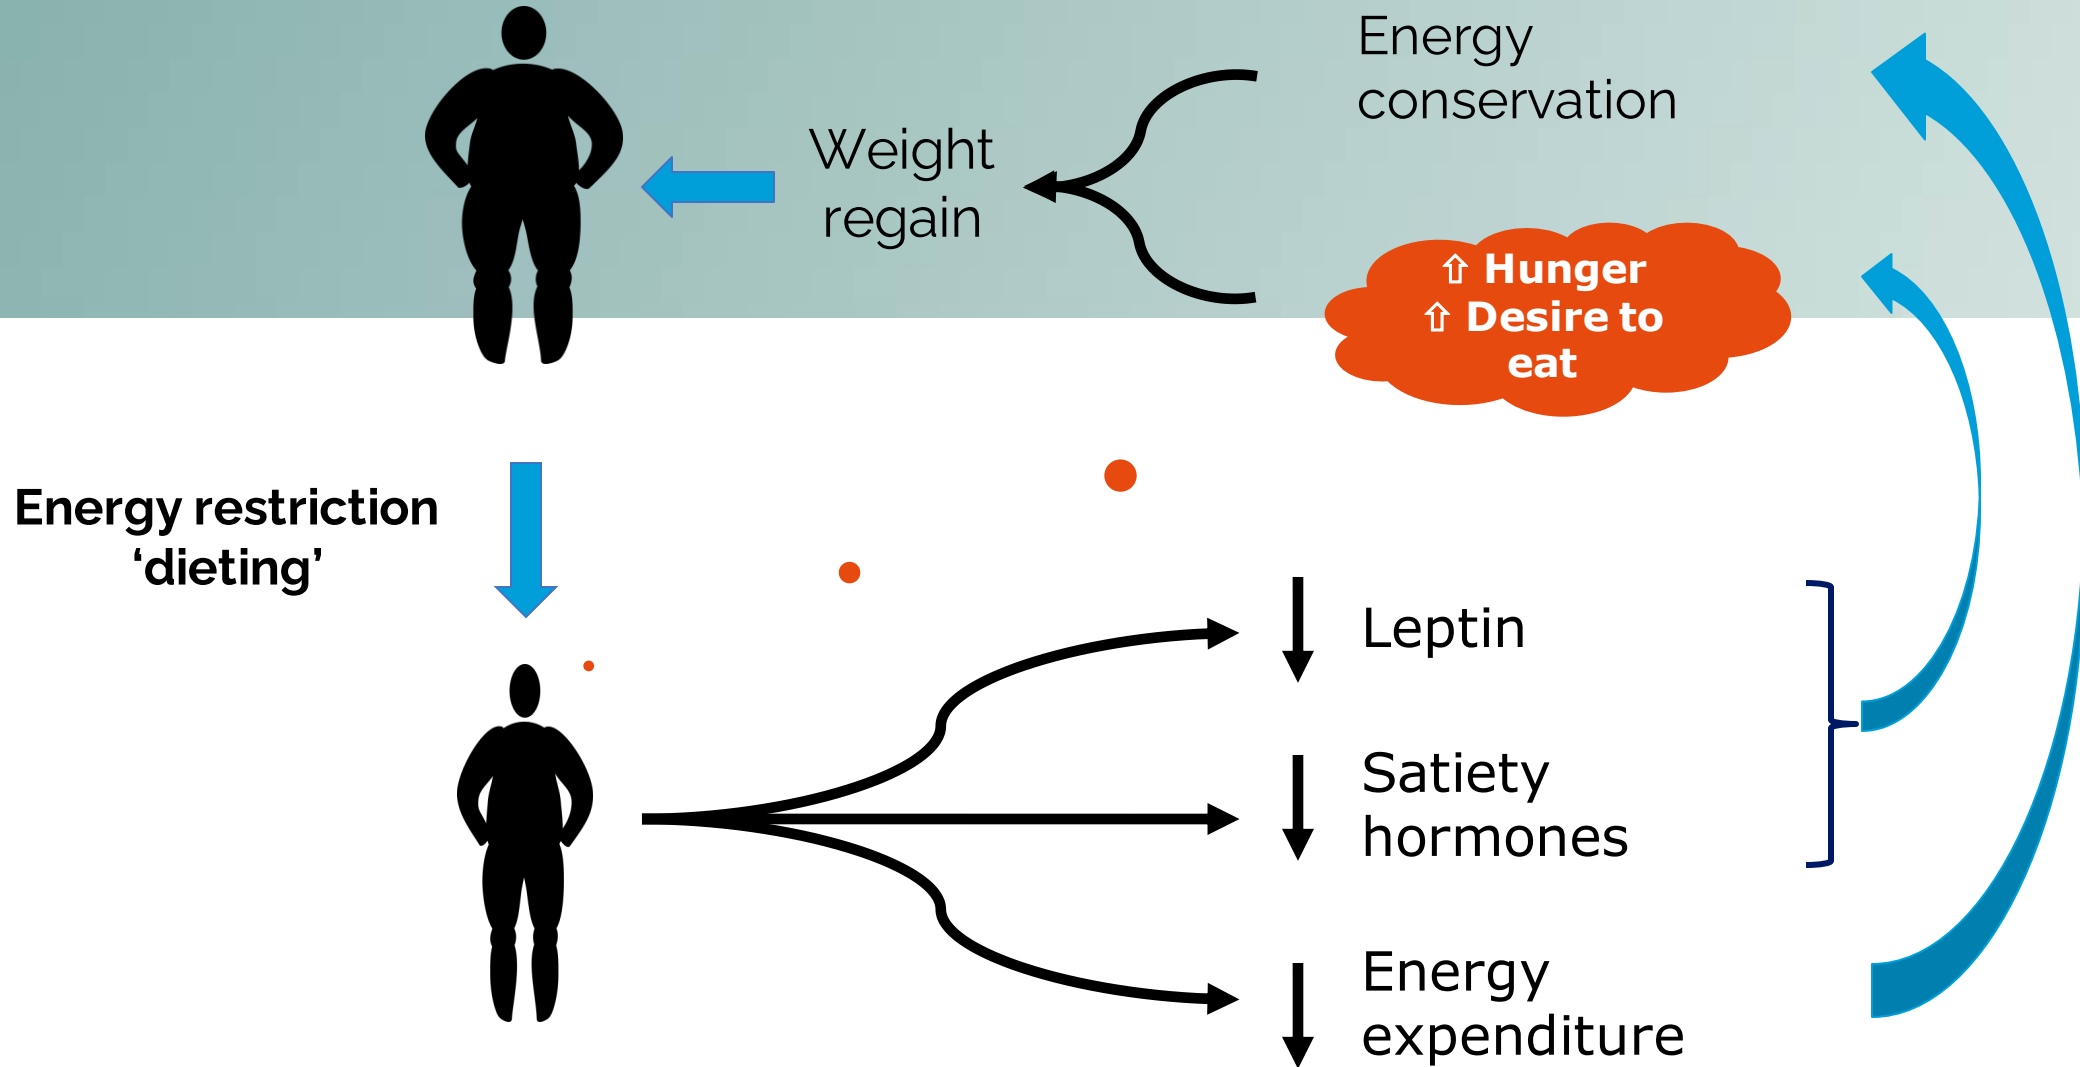 Energy
conservation
Weight
regain
⇧ Hunger
⇧ Desire to
eat
Energy restriction
‘dieting’
Leptin
Satiety
hormones
Energy
expenditure